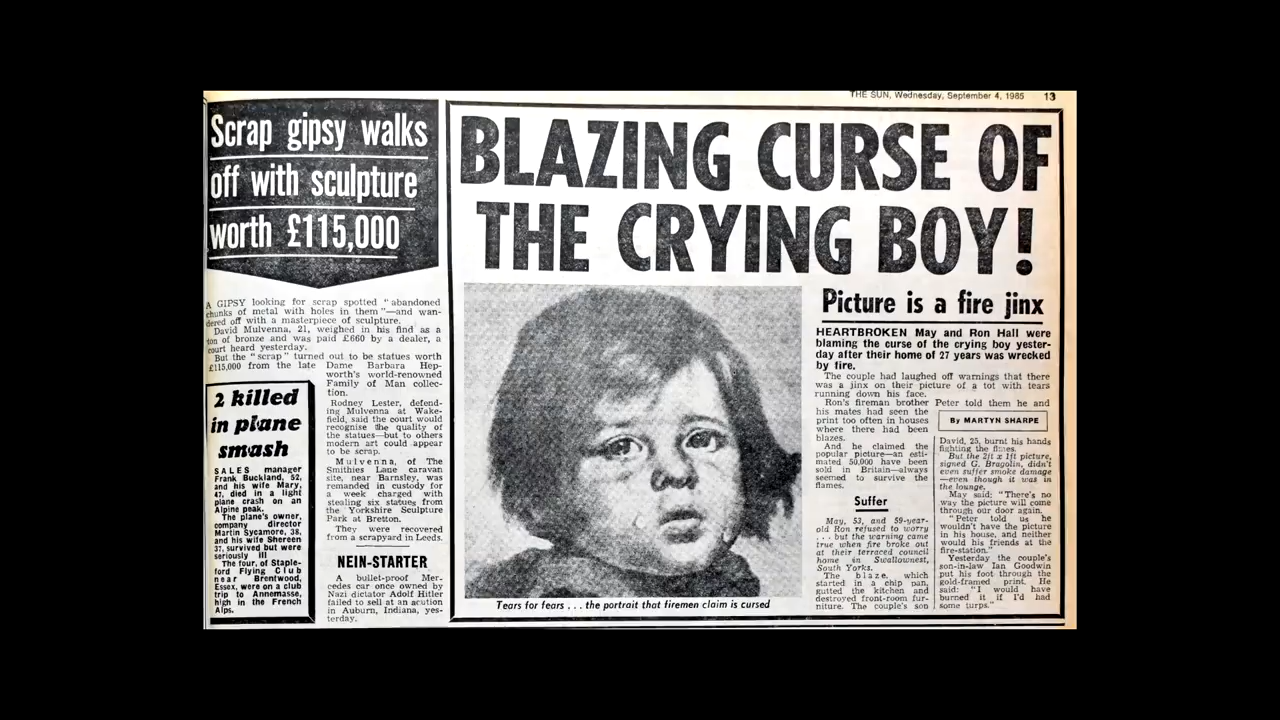 THE SUN, Wednesday, September 4, 1985 13
Scrap gipsy walks
off with sculpture
worth £115,000
A GIPSY looking for scrap spotted "abandoned
chunks of metal with holes in them"—and wan-
dered off with a masterpiece of sculpture.
David Mulvenna, 21, weighed in his find as a
ton of bronze and was paid £660 by a dealer, a
court heard yesterday.
But the "scrap" turned out to be statues worth
£115,000 from the late Dame Barbara Hep-
worth's world-renowned
Family of Man collec-
tion.
Rodney Lester, defend-
ing Mulvenna at Wake-
field, said the court would
recognise the quality of
the statues—but to others
modern art could appear
to be scrap.
Mulvenna, of The
Smithies Lane caravan
site, near Barnsley, was
remanded in custody for
a week charged with
stealing six statues from
the Yorkshire Sculpture
Park at Bretton.
They were recovered
from a scrapyard in Leeds.
2 killed
in plane
smash
SALES manager
Frank Buckland, 52,
and his wife Mary,
47, died in a light
plane crash on an
Alpine peak.
The plane's owner,
company director
Martin Sycamore, 38,
and his wife Shereen
37, survived but were
seriously ill
The four, of Staple-
ford Flying Club
near Brentwood,
Essex, were on a club
trip to Annemasse,
high in the French
Alps.
NEIN-STARTER
A bullet-proof Mer-
cedes car once owned by
Nazi dictator Adolf Hitler
failed to sell at an acution
in Auburn, Indiana, yes-
terday.
BLAZING CURSE OF
THE CRYING BOY!
Tears for fears . . . the portrait that firemen claim is cursed
Picture is a fire jinx
HEARTBROKEN May and Ron Hall were
blaming the curse of the crying boy yester-
day after their home of 27 years was wrecked
by fire.
The couple had laughed off warnings that there
was a jinx on their picture of a tot with tears
running down his face.
Ron's fireman brother Peter told them he and
his mates had seen the
print too often in houses
where there had been
blazes.
And he claimed the
popular picture—an esti-
mated 50,000 have been
sold in Britain—always
seemed to survive the
flames.
Suffer
May, 53, and 59-year-
old Ron refused to worry
. . . but the warning came
true when fire broke out
at their terraced council
home in Swallownest,
South Yorks.
The blaze, which
started in a chip pan,
gutted the kitchen and
destroyed front-room fur-
niture. The couple's son
By MARTYN SHARPE
David, 25, burnt his hands
fighting the flmes.
But the 2ft x 1ft picture,
signed G. Bragolin, didn't
even suffer smoke damage
—even though it was in
the lounge.
May said: "There's no
way the picture will come
through our door again.
"Peter told us he
wouldn't have the picture
in his house, and neither
would his friends at the
fire-station."
Yesterday the couple's
son-in-law Ian Goodwin
put his foot through the
gold-framed print. He
said: "I would have
burned it if I'd had
some turps."